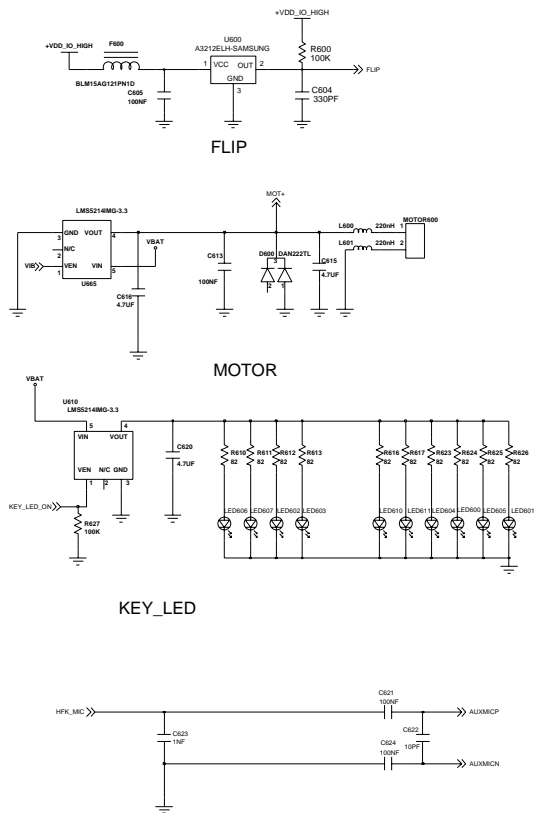 +VDD_IO_HIGH
U600
A3212ELH-SAMSUNG
F600
+VDD_IO_HIGH
R600
100K
1 VCC OUT 2
GND
3
FLIP
BLM15AG121PN1D
C605
100NF
C604
330PF
FLIP
MOT+
LMS5214IMG-3.3
MOTOR600
L600 220nH 1
L601 220nH 2
3 GND VOUT 4
2 N/C
VBAT
VIB VEN VIN 5
1
U665
C613
100NF
D600 3 DAN222TL
2 1
C615
4.7UF
C616
4.7UF
MOTOR
VBAT
U610
LMS5214IMG-3.3
5 4
VIN VOUT
VEN N/C GND
1 2 3
C620
4.7UF
R610 R611 R612 R613 R616 R617 R623 R624 R625 R626
82 82 82 82 82 82 82 82 82 82
KEY_LED_ON
R627
100K
LED606 LED607 LED602 LED603 LED610 LED611 LED604 LED600 LED605 LED601
KEY_LED
C621
100NF
HFK_MIC
AUXMICP
C623
1NF
C622
10PF
C624
100NF
AUXMICN